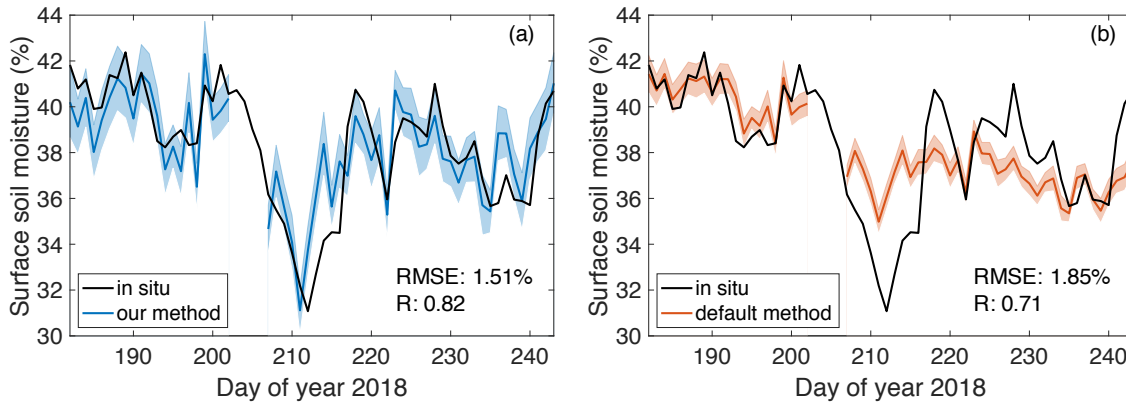 (a)
Surface soil moisture (%)
44
42
40
38
36
34
32
30
in situ
our method
RMSE: 1.51%
R: 0.82
190 200 210 220 230 240
Day of year 2018
(b)
Surface soil moisture (%)
44
42
40
38
36
34
32
30
in situ
default method
RMSE: 1.85%
R: 0.71
190 200 210 220 230 240
Day of year 2018